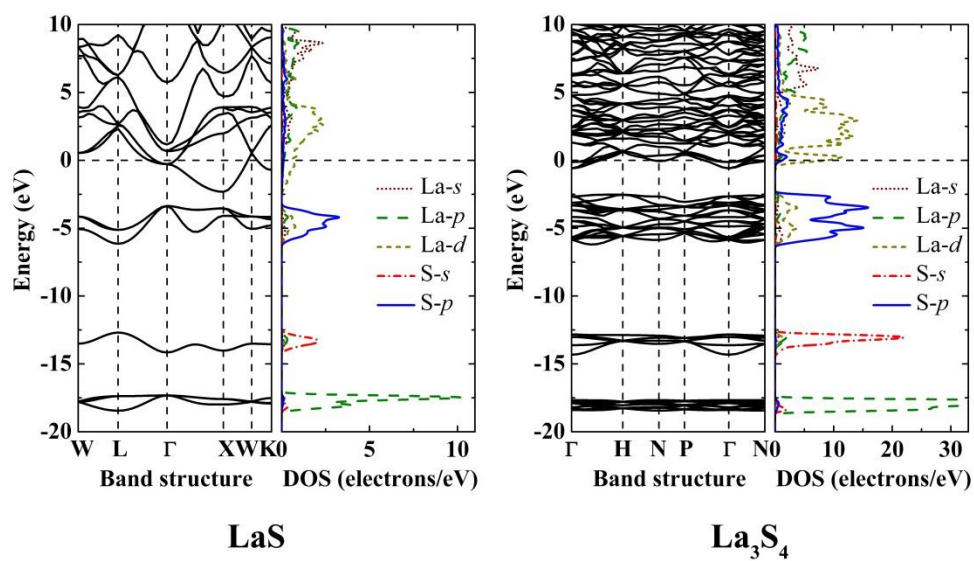 10
5
0
-5
-10
-15
-20
Energy (eV)
W L Γ X W K
Band structure
0 5 10
DOS (electrons/eV)
La-s
La-p
La-d
S-s
S-p
LaS
10
5
0
-5
-10
-15
-20
Energy (eV)
Γ H N P Γ N
Band structure
0 10 20 30
DOS (electrons/eV)
La-s
La-p
La-d
S-s
S-p
La₃S₄